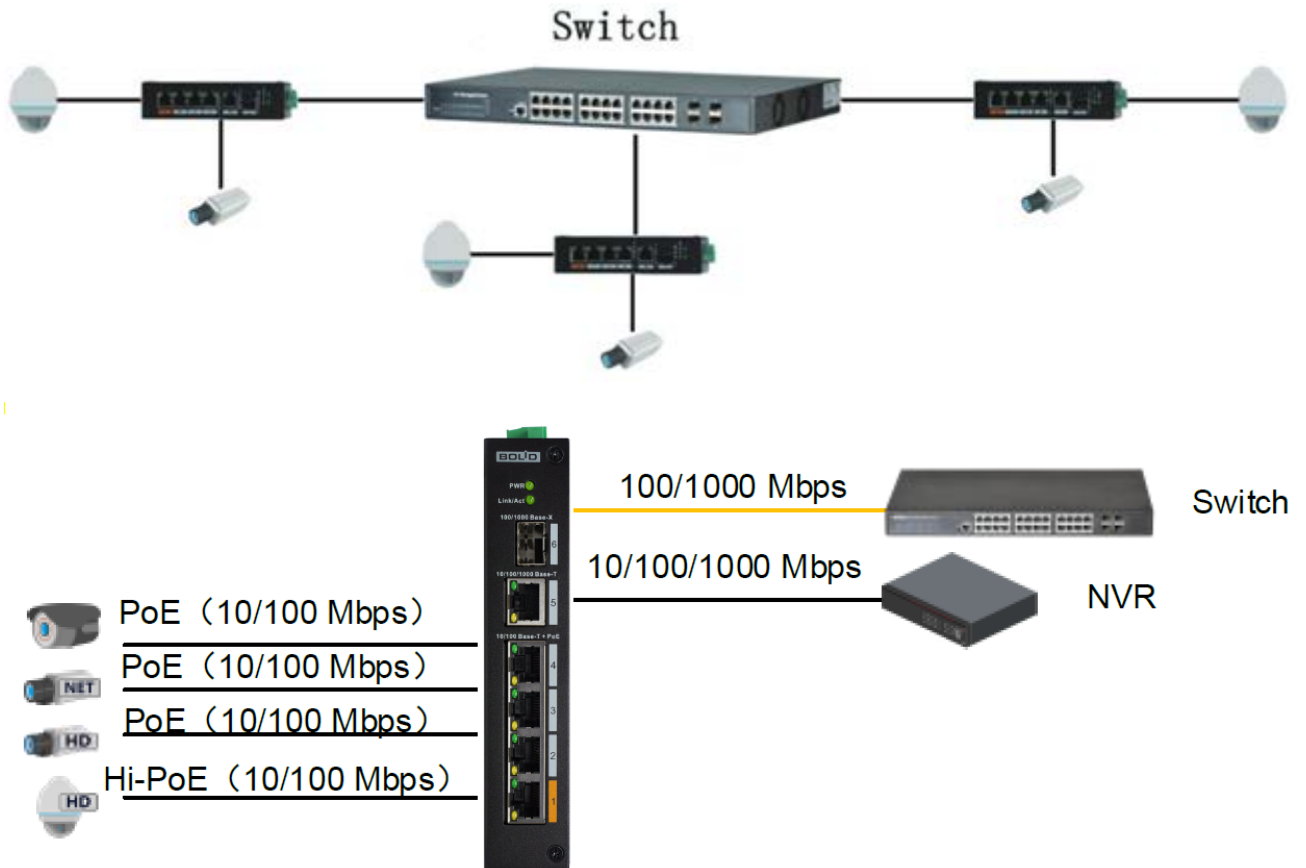 Switch
BOLID
PWR
Link/Act
100/1000 Base-X
6
10/100/1000 Base-T
5
10/100 Base-T + PoE
4
3
2
1
100/1000 Mbps
Switch
10/100/1000 Mbps
NVR
PoE（10/100 Mbps）
PoE（10/100 Mbps）
NET
PoE（10/100 Mbps）
HD
Hi-PoE（10/100 Mbps）
HD